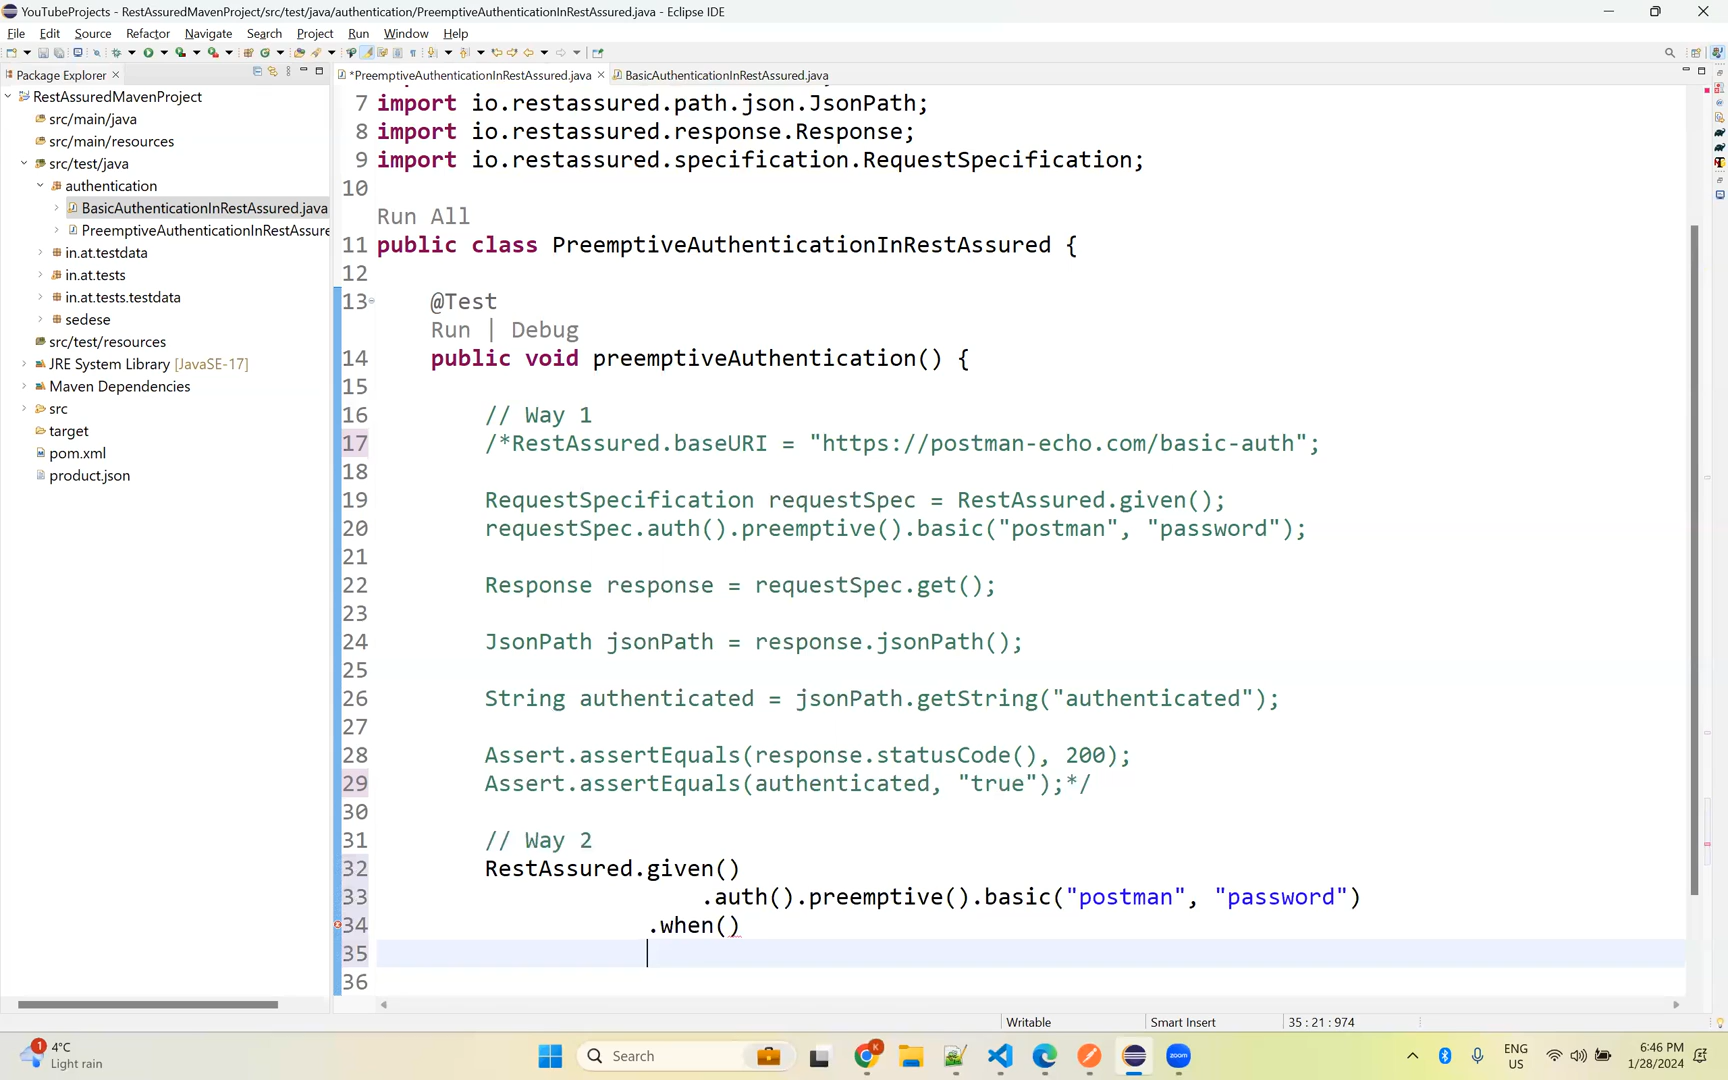 YouTubeProjects - RestAssuredMavenProject/src/test/java/authentication/PreemptiveAuthenticationInRestAssured.java - Eclipse IDE
File Edit Source Refactor Navigate Search Project Run Window Help
Package Explorer
*PreemptiveAuthenticationInRestAssured.java
BasicAuthenticationInRestAssured.java
RestAssuredMavenProject
src/main/java
src/main/resources
src/test/java
authentication
BasicAuthenticationInRestAssured.java
PreemptiveAuthenticationInRestAssure
in.at.testdata
in.at.tests
in.at.tests.testdata
sedese
src/test/resources
JRE System Library [JavaSE-17]
Maven Dependencies
src
target
pom.xml
product.json
7 import io.restassured.path.json.JsonPath;
8 import io.restassured.response.Response;
9 import io.restassured.specification.RequestSpecification;
10
Run All
11 public class PreemptiveAuthenticationInRestAssured {
12
13 @Test
Run | Debug
14 public void preemptiveAuthentication() {
15
16 // Way 1
17 /*RestAssured.baseURI = "https://postman-echo.com/basic-auth";
18
19 RequestSpecification requestSpec = RestAssured.given();
20 requestSpec.auth().preemptive().basic("postman", "password");
21
22 Response response = requestSpec.get();
23
24 JsonPath jsonPath = response.jsonPath();
25
26 String authenticated = jsonPath.getString("authenticated");
27
28 Assert.assertEquals(response.statusCode(), 200);
29 Assert.assertEquals(authenticated, "true");*/
30
31 // Way 2
32 RestAssured.given()
33 .auth().preemptive().basic("postman", "password")
34 .when()
35
36
Writable
Smart Insert
35 : 21 : 974
1
4°C
Light rain
Search
K
zoom
ENG
US
6:46 PM
1/28/2024